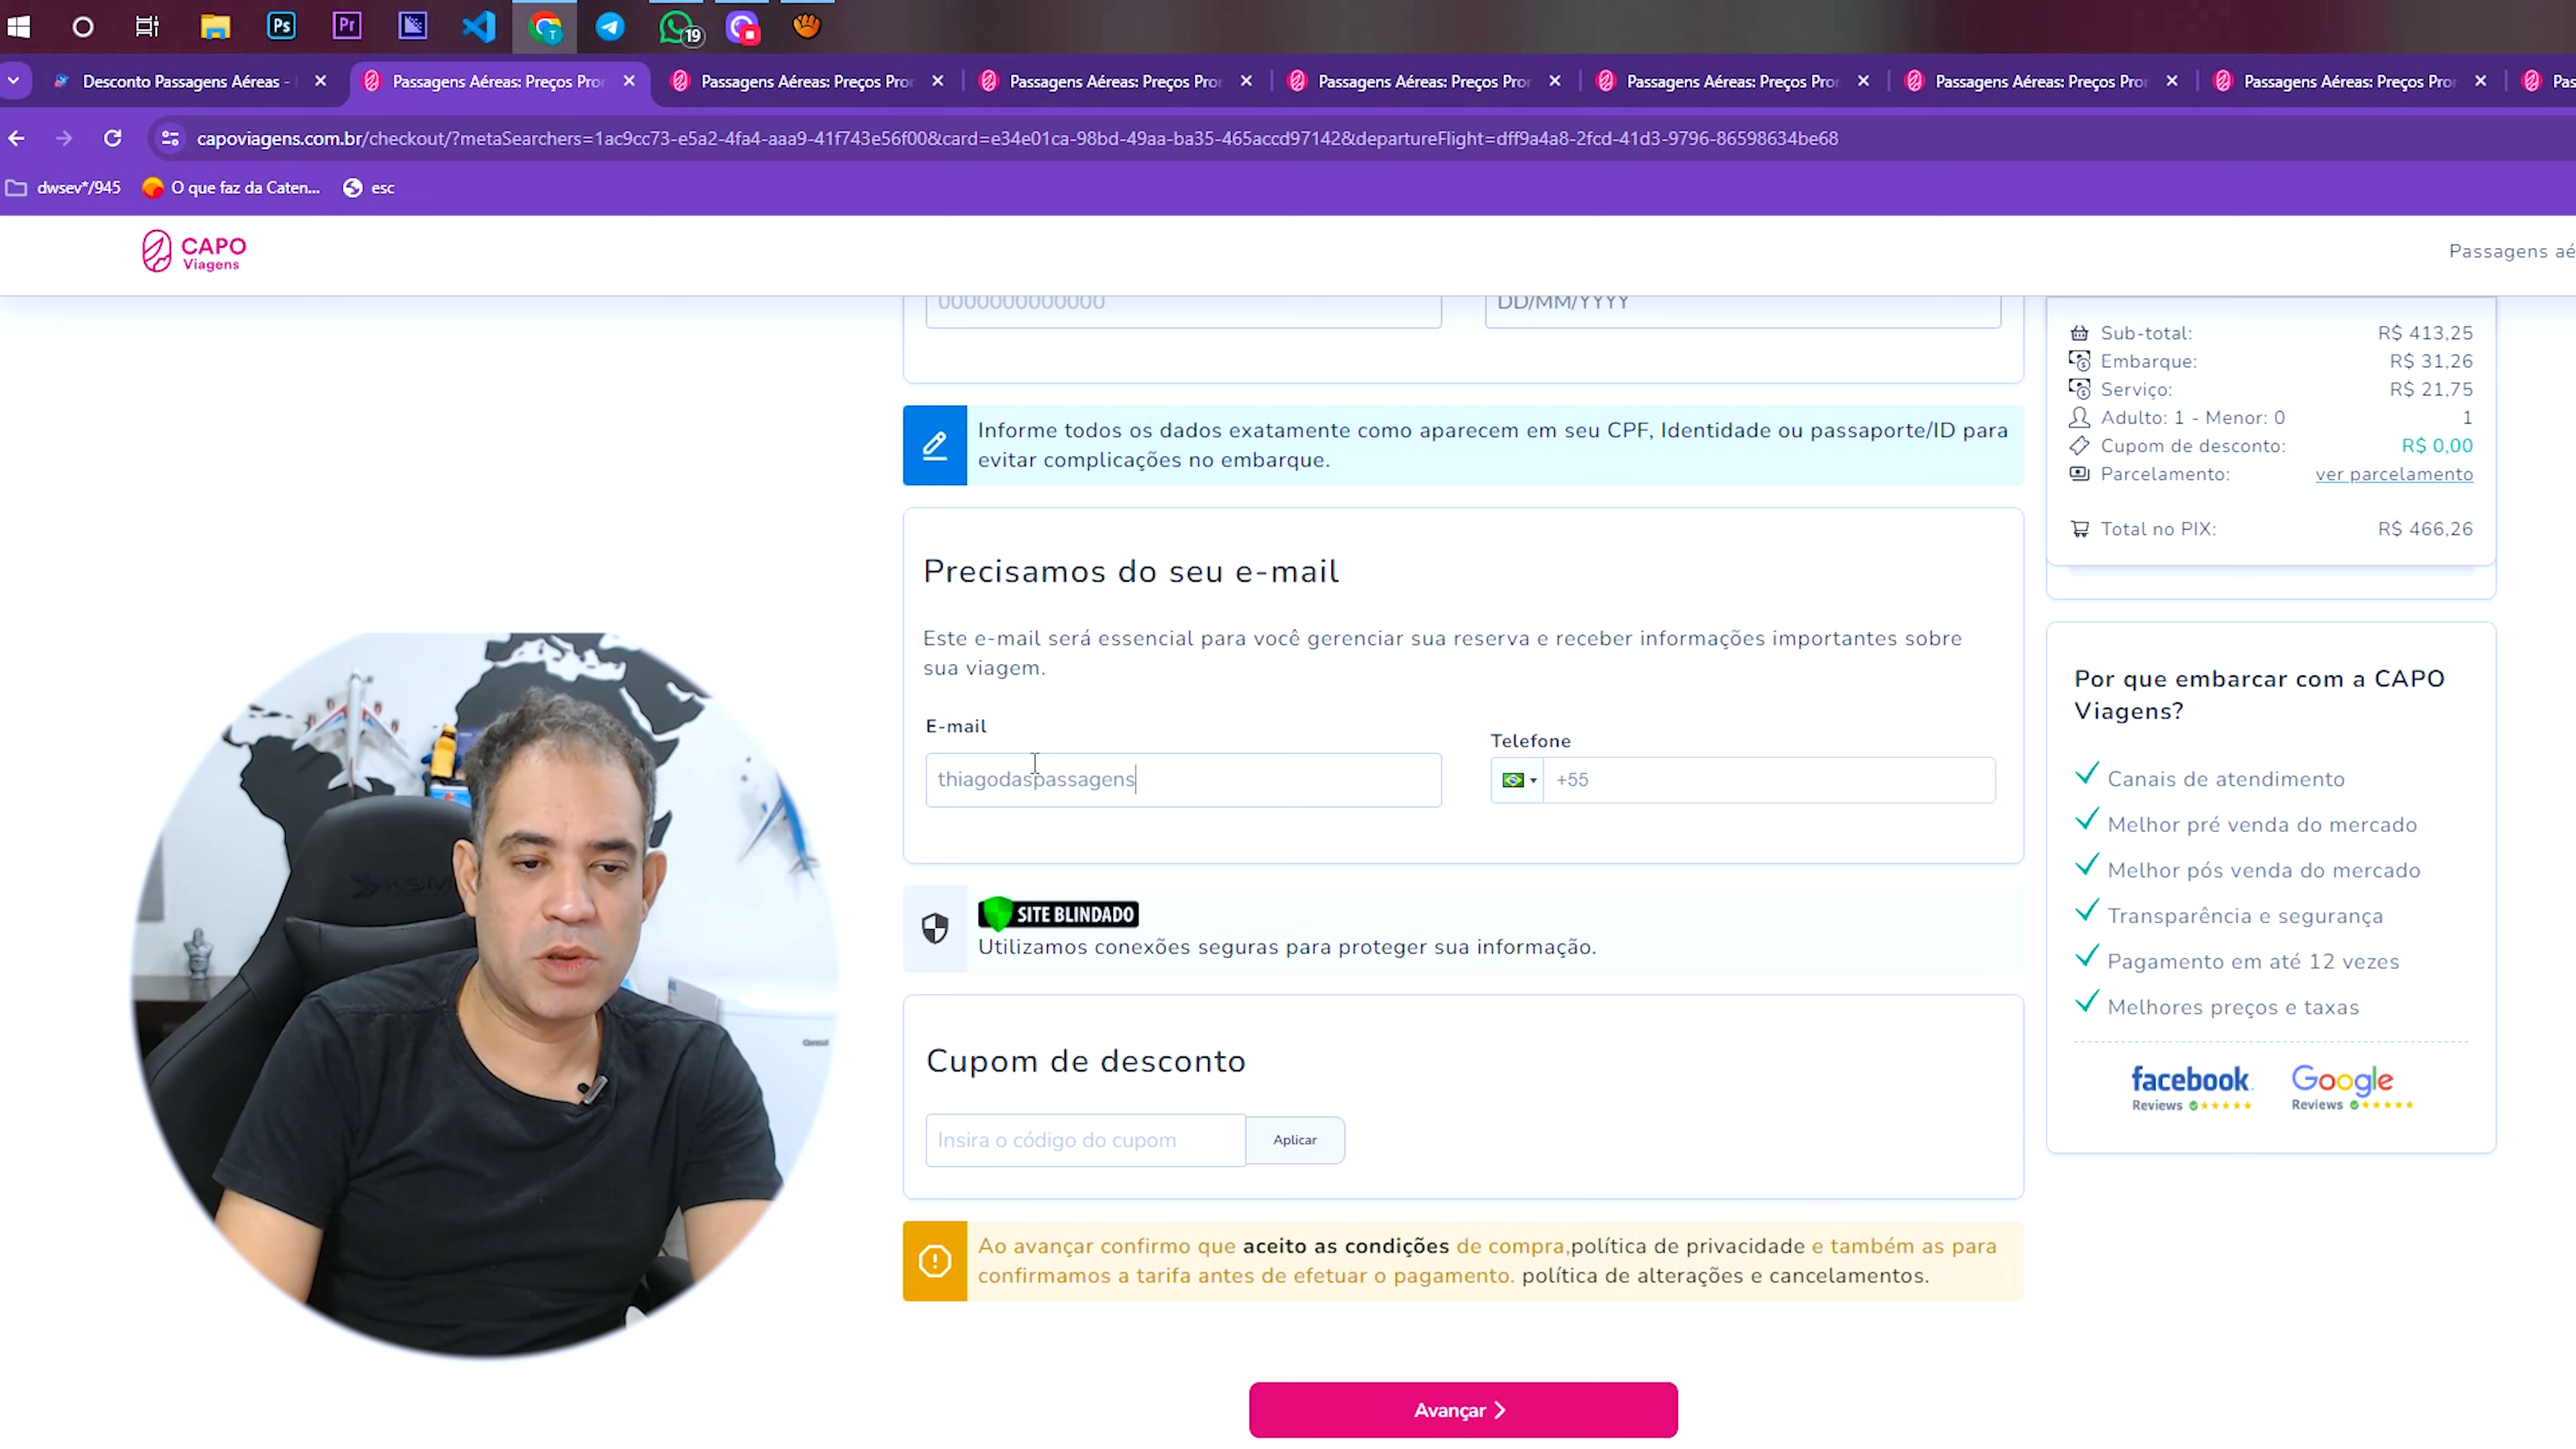 Ps
Pr
T
19
Desconto Passagens Aéreas -
Passagens Aéreas: Preços Pro
Passagens Aéreas: Preços Pro
Passagens Aéreas: Preços Pro
Passagens Aéreas: Preços Pro
Passagens Aéreas: Preços Pro
Passagens Aéreas: Preços Pro
Passagens Aéreas: Preços Pro
Pas
capoviagens.com.br/checkout/?metaSearchers=1ac9cc73-e5a2-4fa4-aaa9-41f743e56f00&card=e34e01ca-98bd-49aa-ba35-465accd97142&departureFlight=dff9a4a8-2fcd-41d3-9796-86598634be68
dwsev*/945
O que faz da Caten...
esc
CAPO
Viagens
Passagens aé
0000000000000
DD/MM/YYYY
Informe todos os dados exatamente como aparecem em seu CPF, Identidade ou passaporte/ID para
evitar complicações no embarque.
Precisamos do seu e-mail
Este e-mail será essencial para você gerenciar sua reserva e receber informações importantes sobre
sua viagem.
E-mail
thiagodaspassagens
Telefone
+55
SITE BLINDADO
Utilizamos conexões seguras para proteger sua informação.
Cupom de desconto
Insira o código do cupom
Aplicar
Ao avançar confirmo que aceito as condições de compra,política de privacidade e também as para
confirmamos a tarifa antes de efetuar o pagamento. política de alterações e cancelamentos.
Avançar
Sub-total: R$ 413,25
Embarque: R$ 31,26
Serviço: R$ 21,75
Adulto: 1 - Menor: 0 1
Cupom de desconto: R$ 0,00
Parcelamento: ver parcelamento
Total no PIX: R$ 466,26
Por que embarcar com a CAPO
Viagens?
Canais de atendimento
Melhor pré venda do mercado
Melhor pós venda do mercado
Transparência e segurança
Pagamento em até 12 vezes
Melhores preços e taxas
facebook
Reviews
Google
Reviews
Consul